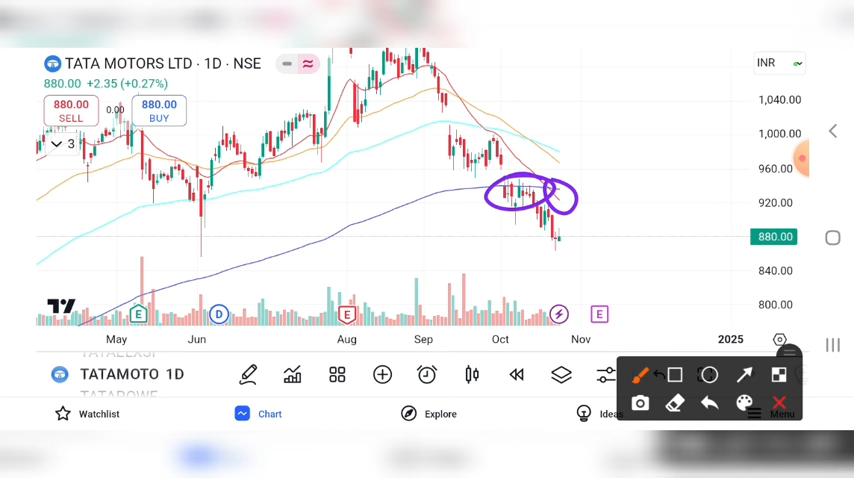 TATA MOTORS LTD · 1D · NSE
INR
880.00 +2.35 (+0.27%)
880.00
SELL
0.00
880.00
BUY
3
1,040.00
1,000.00
960.00
920.00
880.00
840.00
800.00
E
D
E
E
May
Jun
Aug
Sep
Oct
Nov
2025
TATAMOTO 1D
Watchlist
Chart
Explore
Ideas
Menu